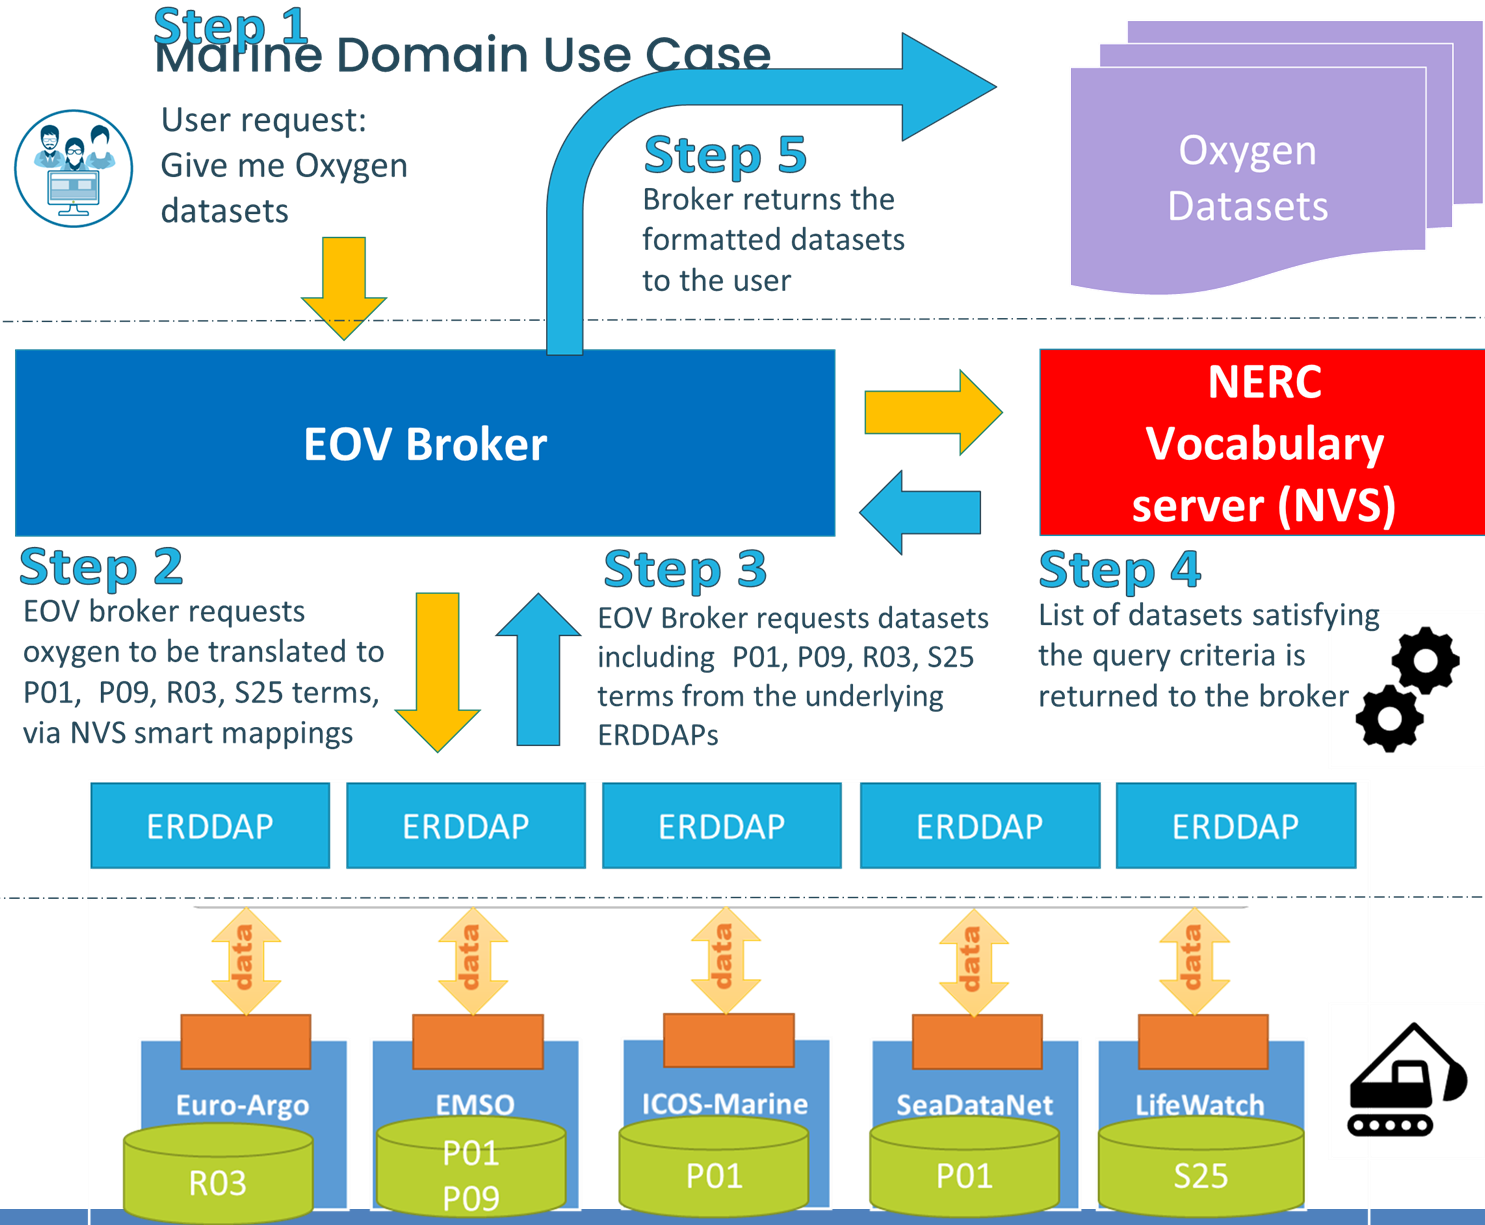 Step 1
Marine Domain Use Case
User request:
Give me Oxygen
datasets
Step 5
Broker returns the
formatted datasets
to the user
Oxygen
Datasets
EOV Broker
NERC
Vocabulary
server (NVS)
Step 2
EOV broker requests
oxygen to be translated to
P01, P09, R03, S25 terms,
via NVS smart mappings
Step 3
EOV Broker requests datasets
including P01, P09, R03, S25
terms from the underlying
ERDDAPs
Step 4
List of datasets satisfying
the query criteria is
returned to the broker
ERDDAP
ERDDAP
ERDDAP
ERDDAP
ERDDAP
data
data
data
data
data
Euro-Argo
EMSO
ICOS-Marine
SeaDataNet
LifeWatch
R03
P01
P09
P01
P01
S25